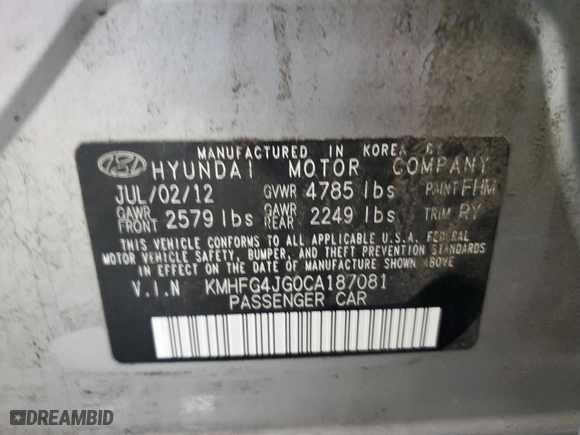 MANUFACTURED IN KOREA BY
HYUNDAI MOTOR COMPANY
JUL/02/12 GVWR 4785 lbs PAINT FHM
GAWR FRONT 2579 lbs GAWR REAR 2249 lbs TRIM RY
THIS VEHICLE CONFORMS TO ALL APPLICABLE U.S.A. FEDERAL
MOTOR VEHICLE SAFETY, BUMPER, AND THEFT PREVENTION STANDARDS
IN EFFECT ON THE DATE OF MANUFACTURE SHOWN ABOVE.
V.I.N KMHFG4JG0CA187081
PASSENGER CAR
DREAMBID